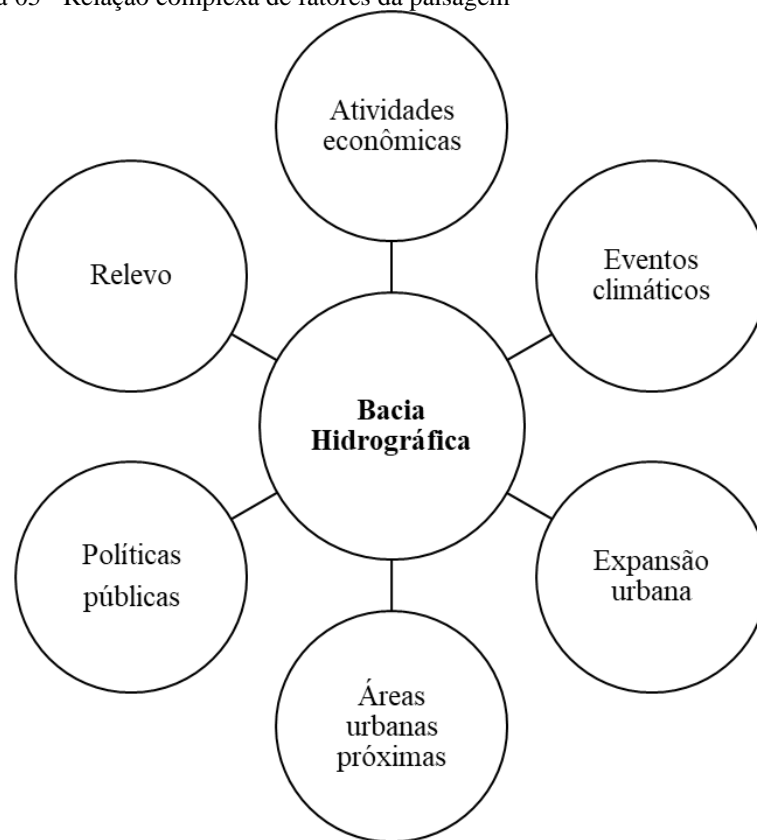 a 03 - Relação complexa de fatores da paisagem
Atividades
econômicas
Relevo
Eventos
climáticos
Bacia
Hidrográfica
Políticas
públicas
Expansão
urbana
Áreas
urbanas
próximas